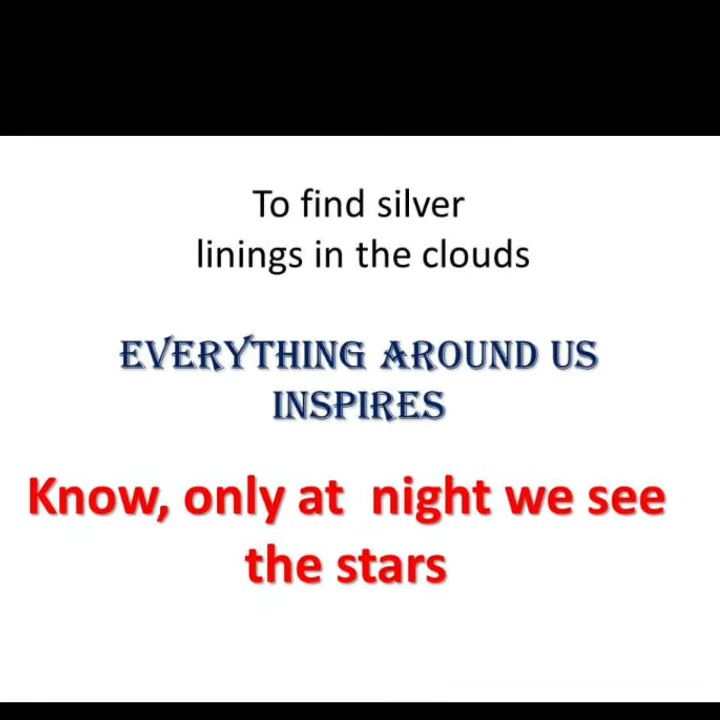 To find silver
linings in the clouds
EVERYTHING AROUND US
INSPIRES
Know, only at night we see
the stars